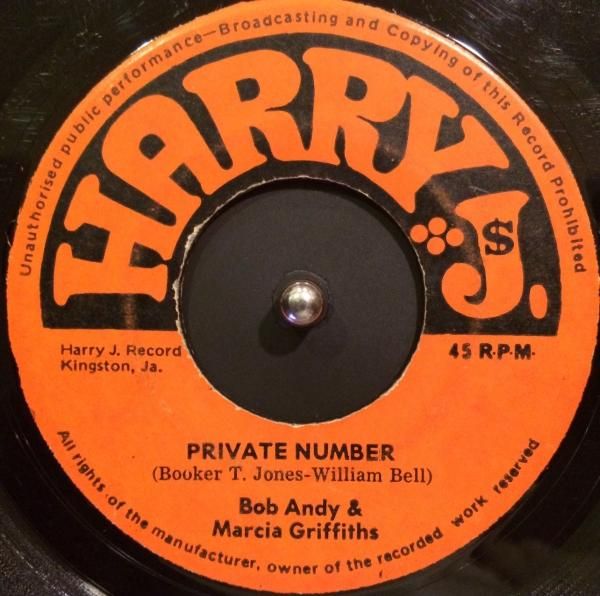 Unauthorised public performance-Broadcasting and Copying of this Record Prohibited
HARRY J.
$
Harry J. Record
Kingston, Ja.
45 R·P·M·
PRIVATE NUMBER
(Booker T. Jones-William Bell)
Bob Andy &
Marcia Griffiths
All rights of the manufacturer, owner of the recorded work reserved